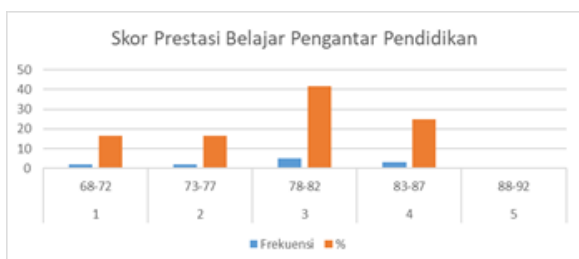 Skor Prestasi Belajar Pengantar Pendidikan
50
40
30
20
10
0
68-72 73-77 78-82 83-87 88-92
1 2 3 4 5
Frekuensi %